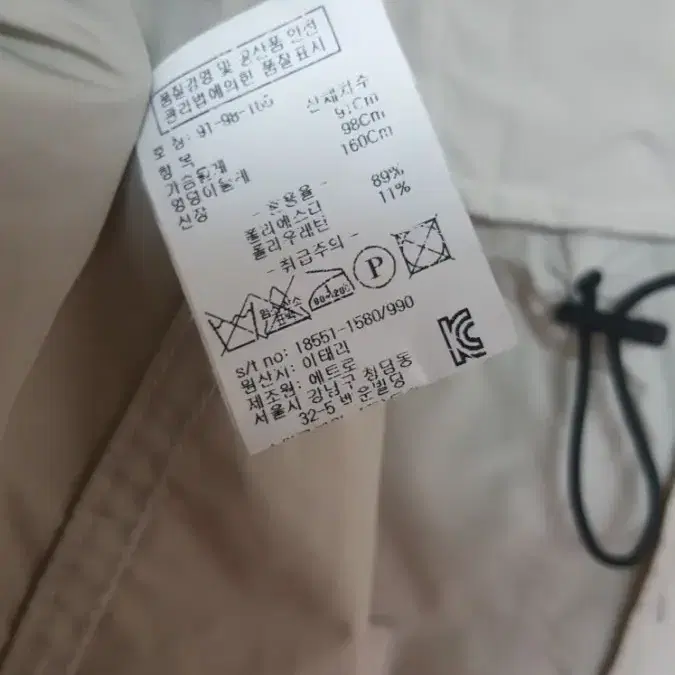 품질경영 및 공산품 안전
관리법에의한 품질표시
호칭 : 91-98-160
항목 신체치수
가슴둘레 91Cm
엉덩이둘레 98Cm
신장 160Cm
- 혼용율 -
폴리에스터 89%
폴리우레탄 11%
- 취급주의 -
P
s/t no: 18551-1580/990
원산지: 이태리
제조원: 에트로
서울시 강남구 청담동
32-5 백운빌딩